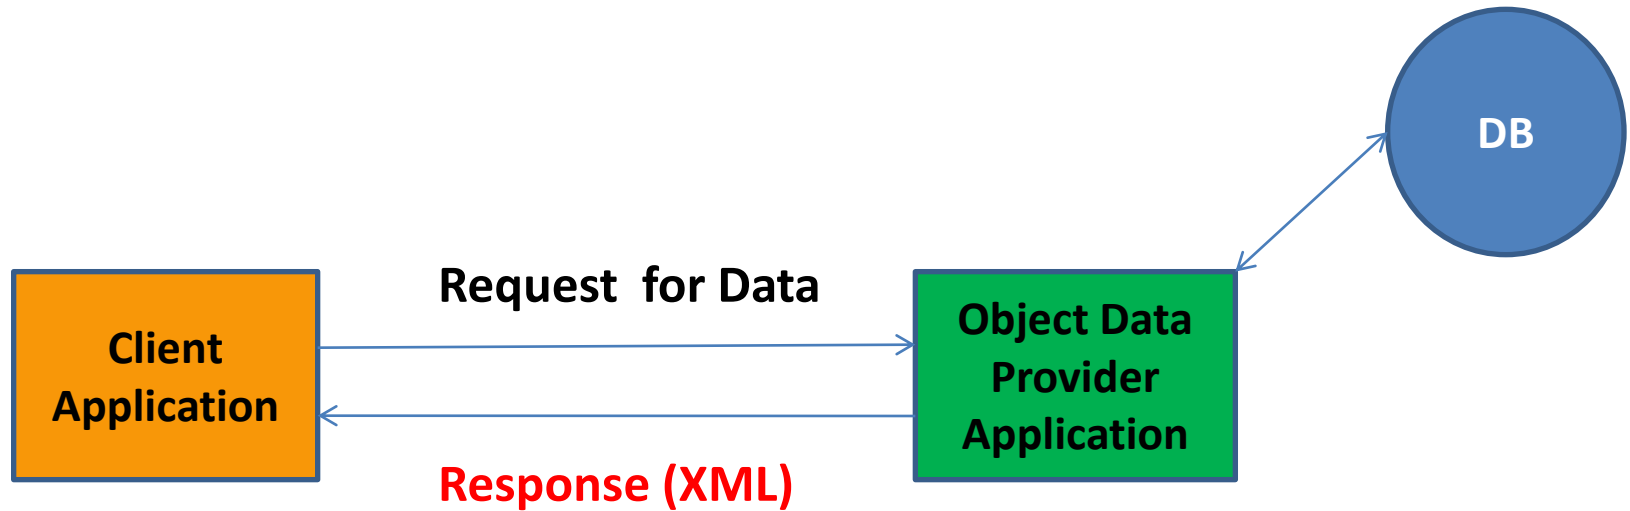 DB
Request  for Data
Client
Application
Object Data
Provider
Application
Response (XML)